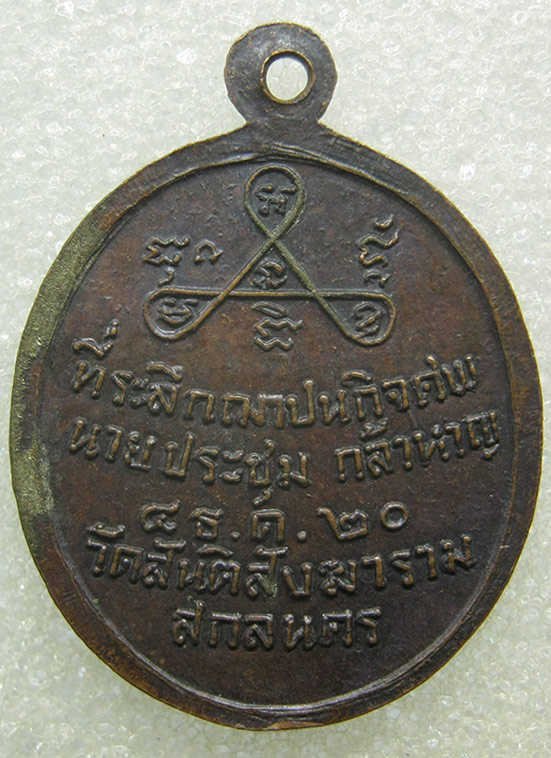 ที่ระลึกฌาปนกิจศพ
นายประชุม กล้าหาญ
๘ ธ.ค. ๒๐
วัดสันติสังฆาราม
สกลนคร